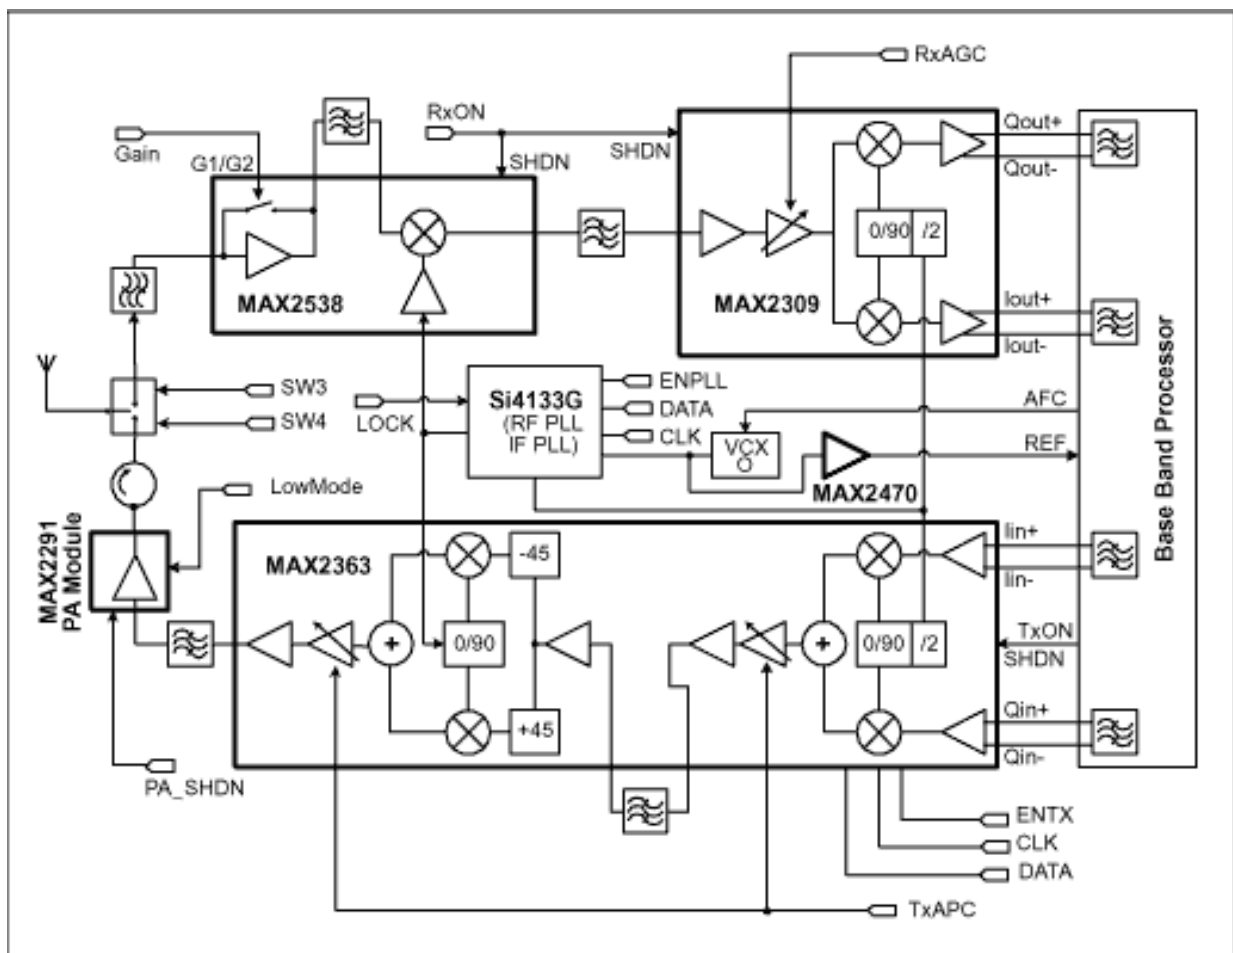 RxAGC
RxON
Gain
G1/G2
SHDN
SHDN
Qout+
Qout-
0/90
/2
MAX2538
MAX2309
Iout+
Iout-
Base Band Processor
SW3
SW4
LOCK
Si4133G
(RF PLL
IF PLL)
ENPLL
DATA
CLK
VCX
O
AFC
REF
MAX2470
LowMode
MAX2291
PA Module
MAX2363
-45
+
0/90
+45
+
0/90
/2
Iin+
Iin-
TxON
SHDN
Qin+
Qin-
PA_SHDN
ENTX
CLK
DATA
TxAPC